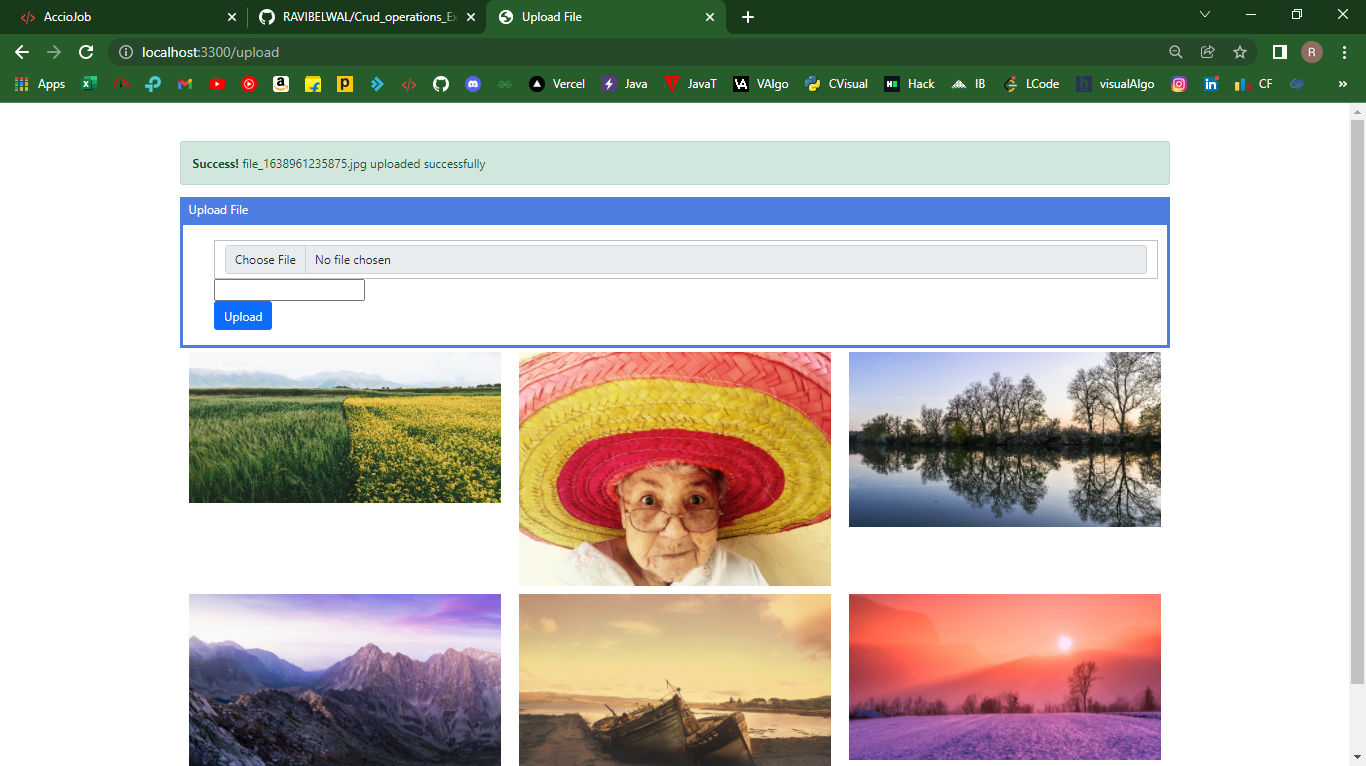 AccioJob
RAVIBELWAL/Crud_operations_Ex
Upload File
localhost:3300/upload
R
Apps
Vercel
Java
JavaT
VAlgo
CVisual
Hack
IB
LCode
visualAlgo
CF
Success! file_1638961235875.jpg uploaded successfully
Upload File
Choose File No file chosen
Upload